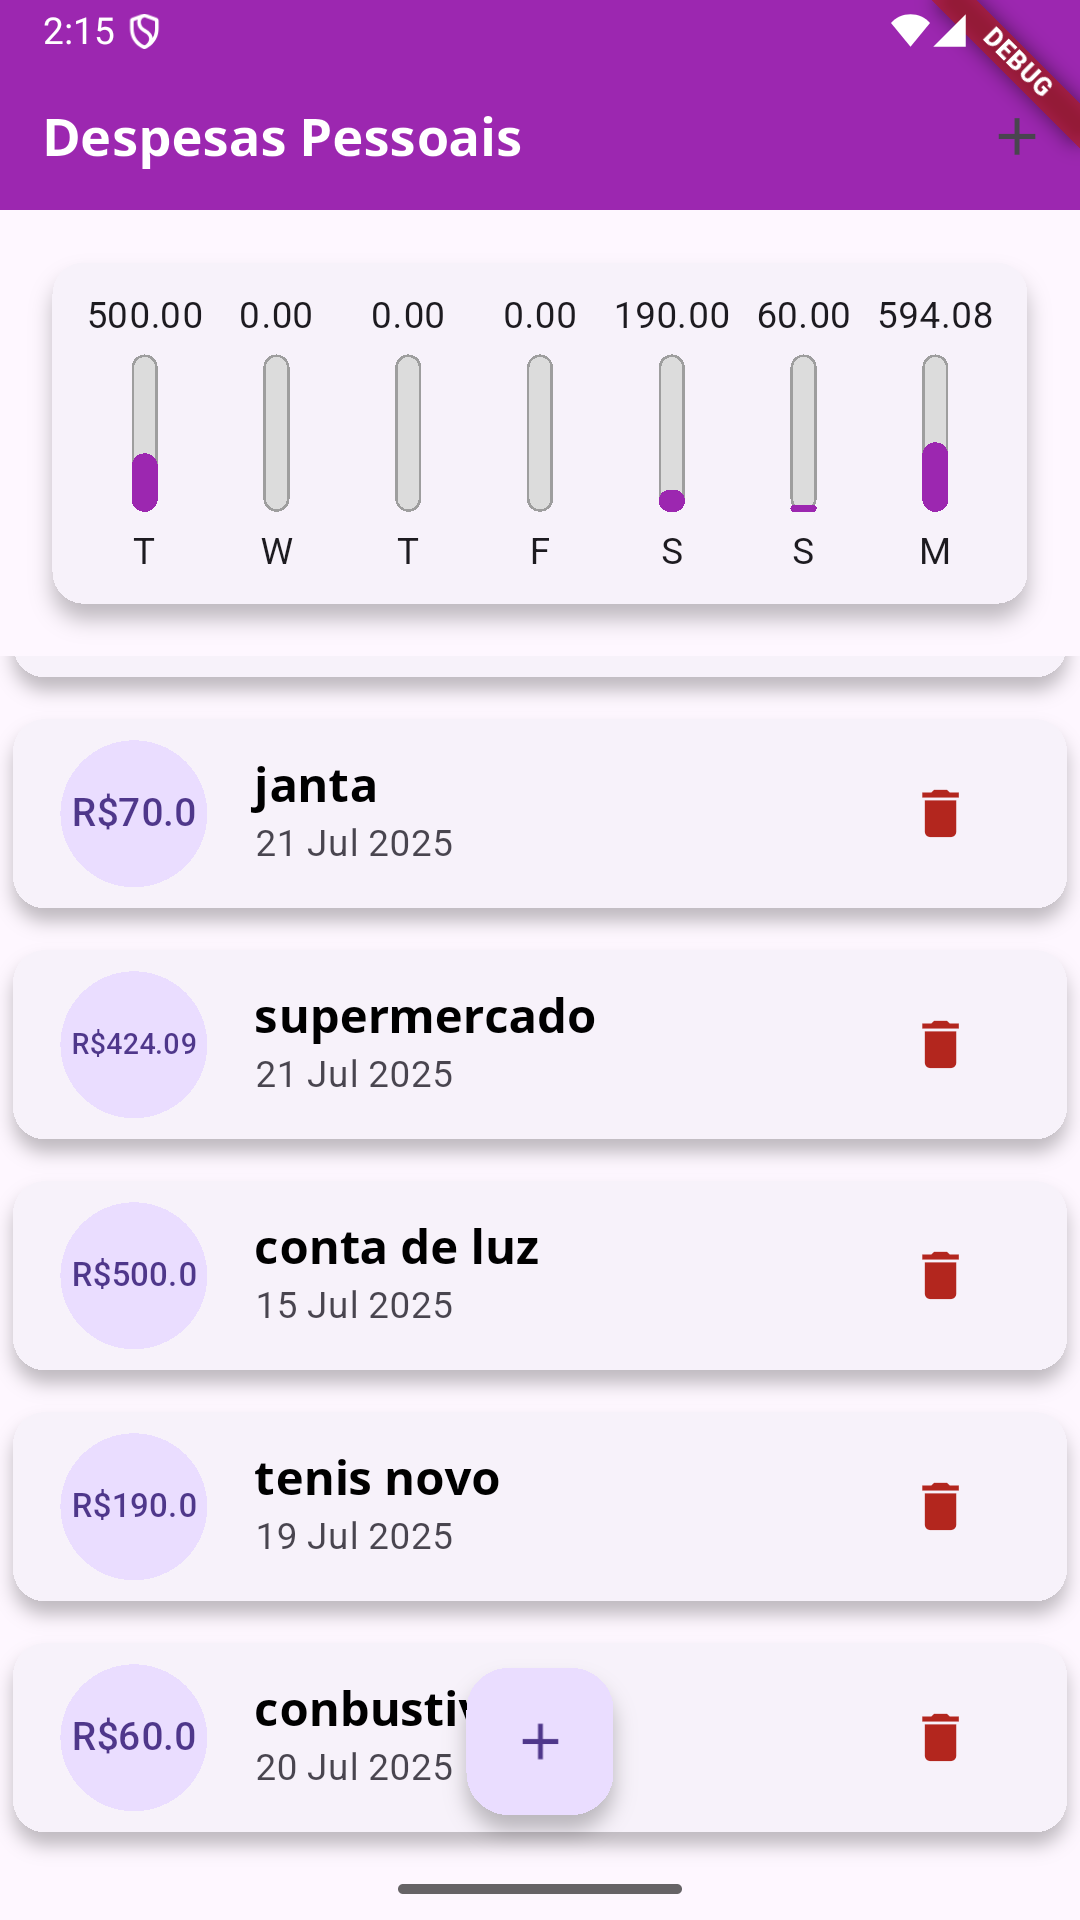 2:15
DEBUG
Despesas Pessoais
500.00 0.00 0.00 0.00 190.00 60.00 594.08
T W T F S S M
R$70.0
janta
21 Jul 2025
R$424.09
supermercado
21 Jul 2025
R$500.0
conta de luz
15 Jul 2025
R$190.0
tenis novo
19 Jul 2025
R$60.0
20 Jul 2025